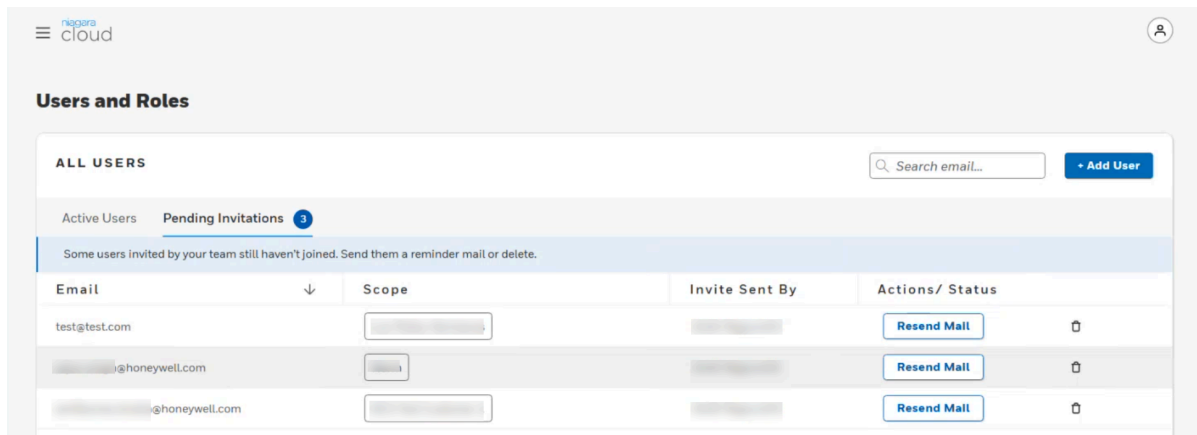 niagara
cloud
Users and Roles
ALL USERS
Search email...
+ Add User
Active Users Pending Invitations 3
Some users invited by your team still haven't joined. Send them a reminder mail or delete.
Email Scope Invite Sent By Actions/ Status
test@test.com Resend Mail
@honeywell.com Resend Mail
@honeywell.com Resend Mail